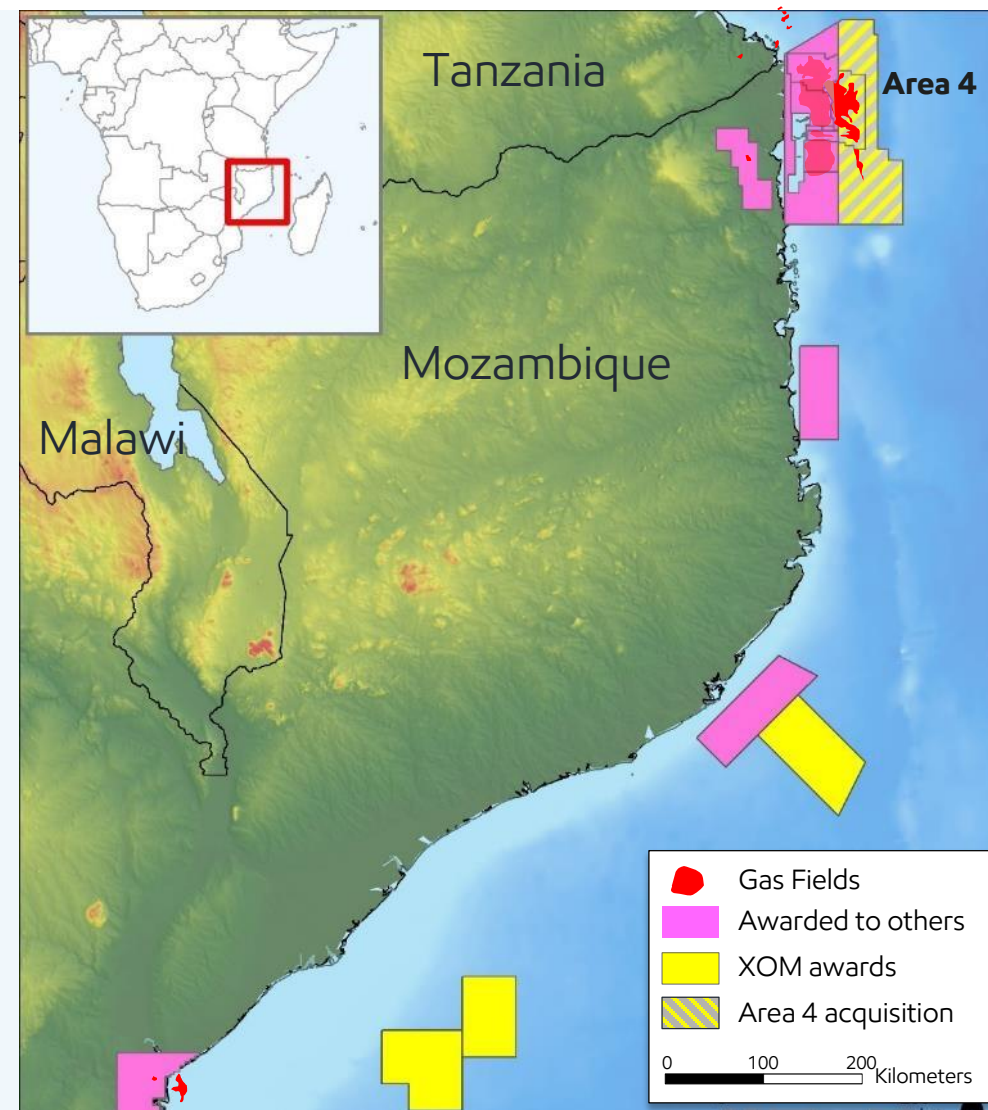 Tanzania
Area 4
Mozambique
Malawi
Gas Fields
Awarded to others
XOM awards
Area 4 acquisition
0 100 200
Kilometers